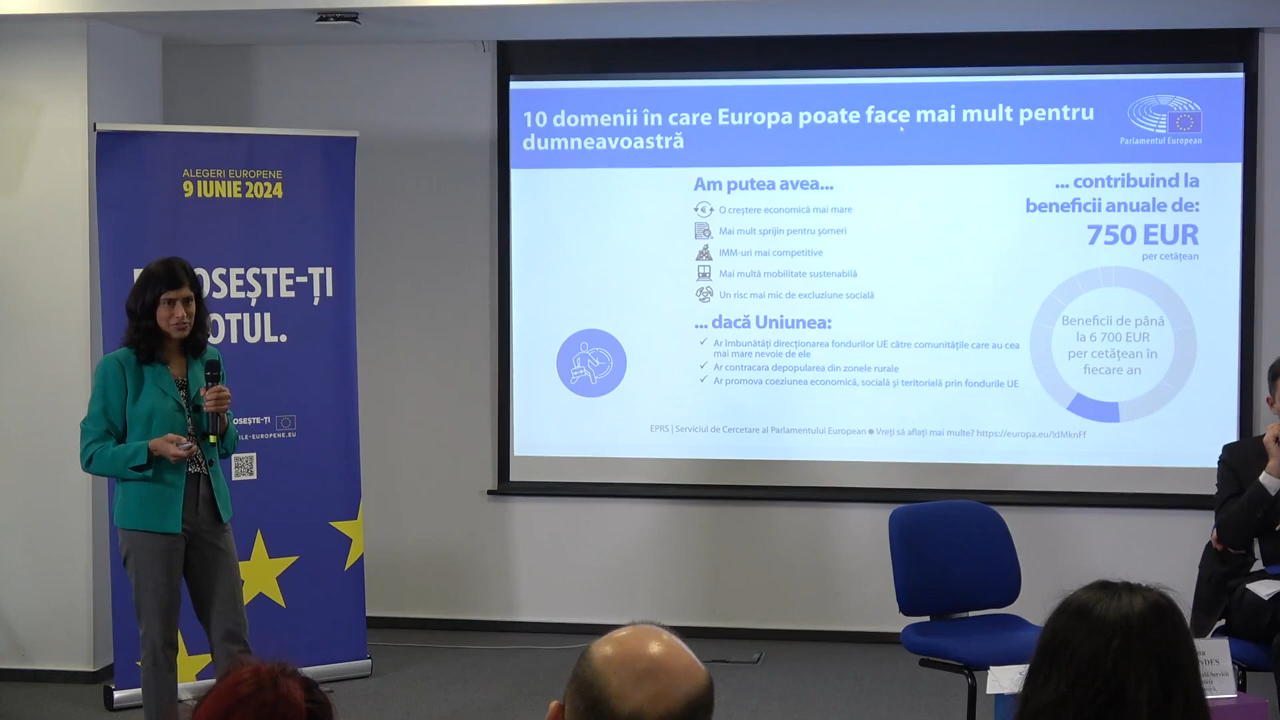 ALEGERI EUROPENE
9 IUNIE 2024
OSEȘTE-ȚI
OTUL.
OSEȘTE-ȚI
ILE-EUROPENE.EU
10 domenii în care Europa poate face mai mult pentru
dumneavoastră
Parlamentul European
Am putea avea...
O creștere economică mai mare
Mai mult sprijin pentru șomeri
IMM-uri mai competitive
Mai multă mobilitate sustenabilă
Un risc mai mic de excluziune socială
... dacă Uniunea:
Ar îmbunătăți direcționarea fondurilor UE către comunitățile care au cea
mai mare nevoie de ele
Ar contracara depopularea din zonele rurale
Ar promova coeziunea economică, socială și teritorială prin fondurile UE
... contribuind la
beneficii anuale de:
750 EUR
per cetățean
Beneficii de până
la 6 700 EUR
per cetățean în
fiecare an
EPRS | Serviciul de Cercetare al Parlamentului European ● Vreți să aflați mai multe? https://europa.eu/!dMknFf